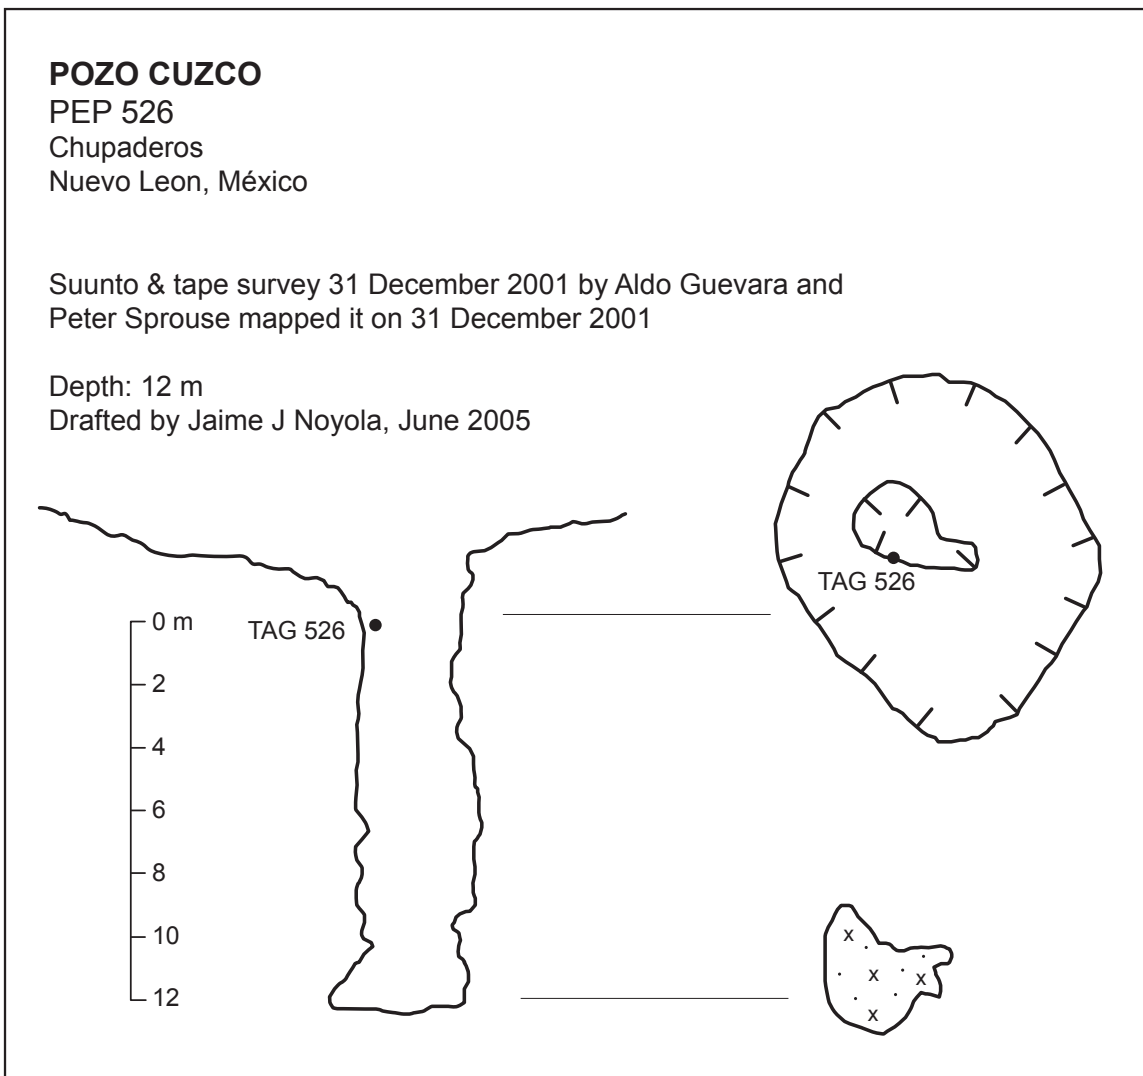 POZO CUZCO
PEP 526
Chupaderos
Nuevo Leon, México
Suunto & tape survey 31 December 2001 by Aldo Guevara and
Peter Sprouse mapped it on 31 December 2001
Depth: 12 m
Drafted by Jaime J Noyola, June 2005
TAG 526
0 m
TAG 526
2
4
6
8
10
12
x
x
x
x